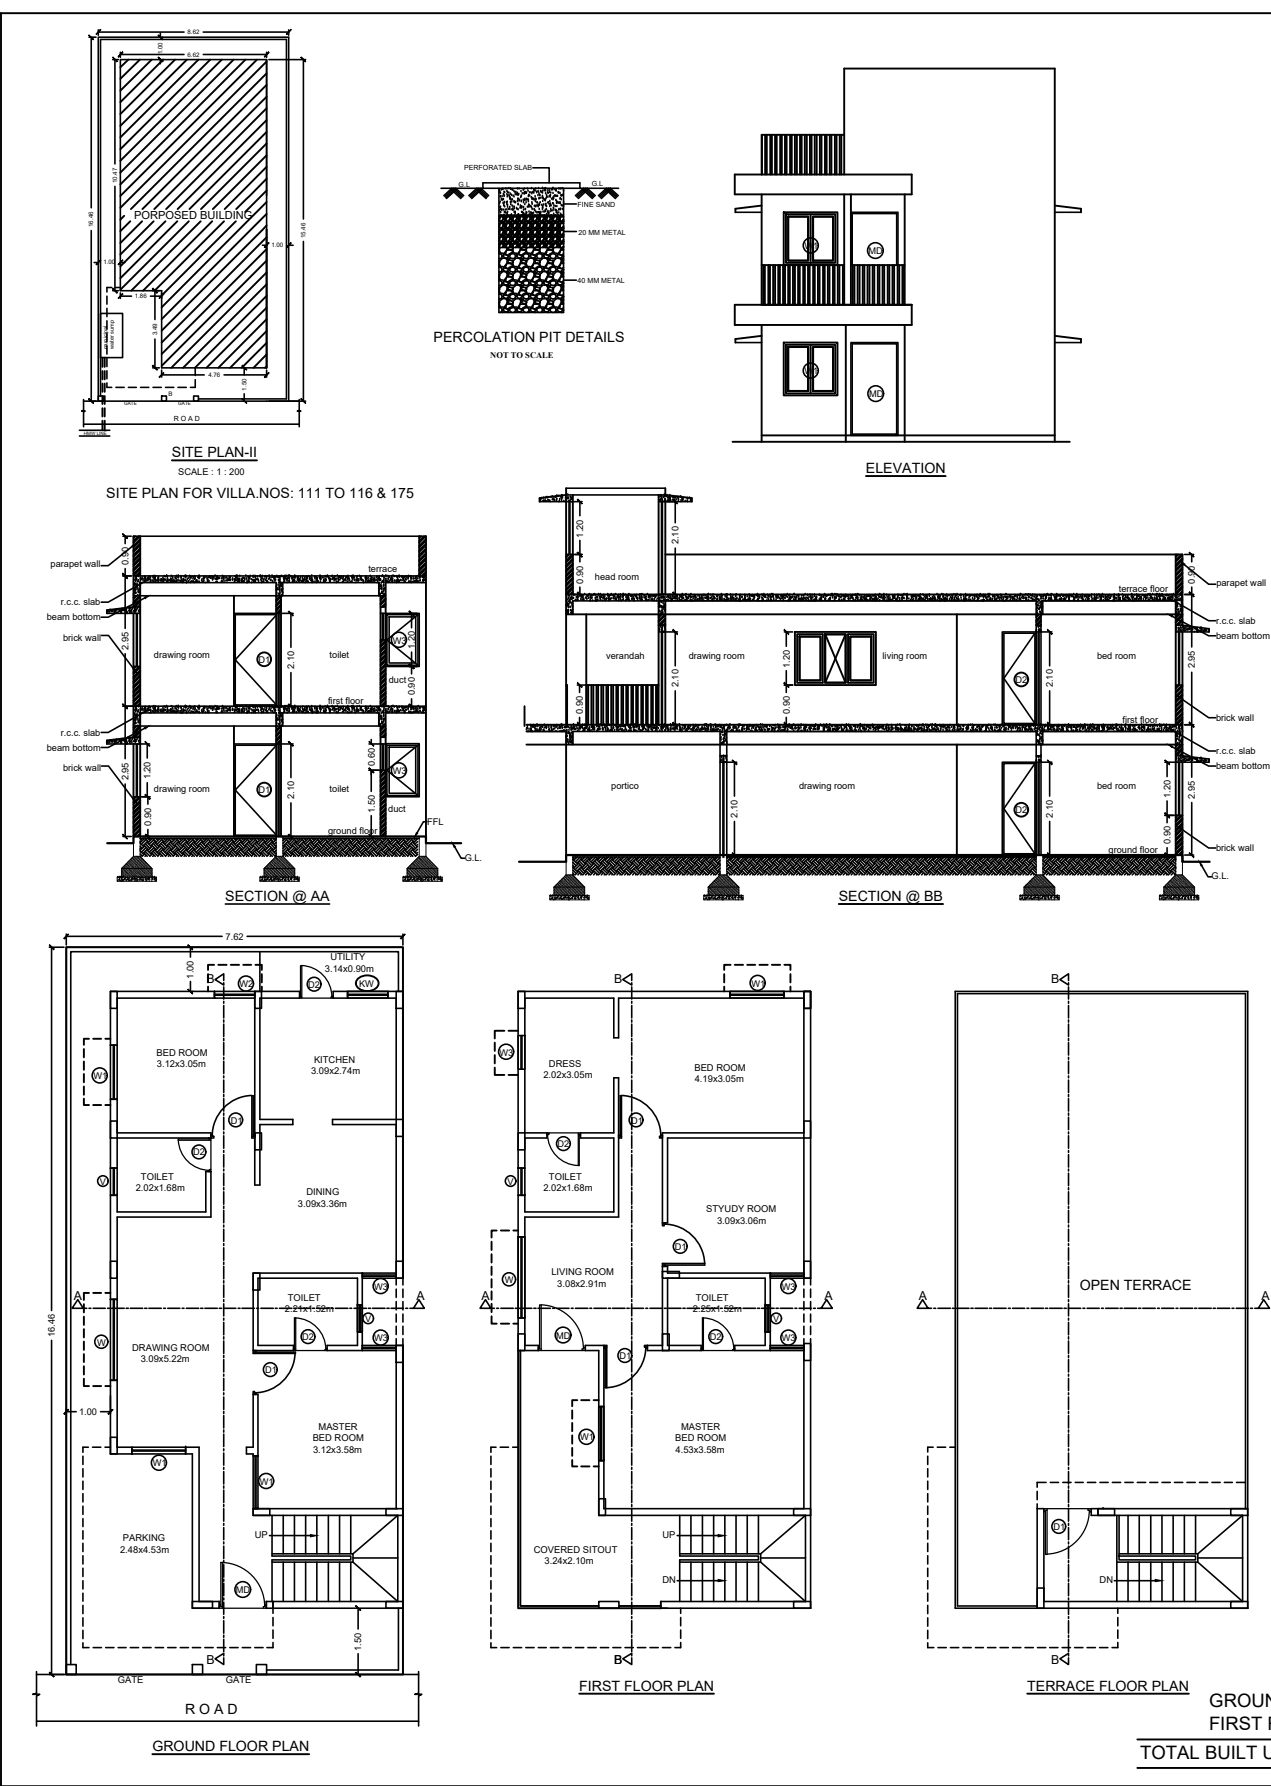 8.62
1.00
6.62
16.46
10.47
15.46
PORPOSED BUILDING
1.00
1.00
1.86
3.49
water sump
4.76
1.50
B
GATE
GATE
R O A D
SITE PLAN-II
SCALE : 1 : 200
SITE PLAN FOR VILLA.NOS: 111 TO 116 & 175
PERFORATED SLAB
G.L
G.L
FINE SAND
20 MM METAL
40 MM METAL
PERCOLATION PIT DETAILS
NOT TO SCALE
W1
MD
W1
MD
ELEVATION
0.90
parapet wall
terrace
r.c.c. slab
beam bottom
brick wall
2.95
drawing room
D1
2.10
toilet
W3
1.20
duct
0.90
first floor
r.c.c. slab
beam bottom
brick wall
2.95
1.20
0.90
drawing room
D1
2.10
toilet
0.60
1.50
W3
duct
ground floor
FFL
G.L.
SECTION @ AA
1.20
2.10
0.90
head room
0.90
parapet wall
terrace floor
r.c.c. slab
beam bottom
verandah
0.90
2.10
drawing room
1.20
0.90
living room
D2
2.10
bed room
2.95
brick wall
first floor
r.c.c. slab
beam bottom
portico
2.10
drawing room
D2
2.10
bed room
1.20
0.90
2.95
brick wall
ground floor
G.L.
SECTION @ BB
7.62
1.00
UTILITY
3.14x0.90m
B
W2
D2
KW
BED ROOM
3.12x3.05m
KITCHEN
3.09x2.74m
W1
D1
D2
TOILET
2.02x1.68m
V
DINING
3.09x3.36m
W3
TOILET
2.21x1.52m
A
A
V
16.46
W
D2
W3
DRAWING ROOM
3.09x5.22m
D1
1.00
MASTER
BED ROOM
3.12x3.58m
W1
W1
PARKING
2.48x4.53m
UP
MD
1.50
B
GATE
GATE
R O A D
GROUND FLOOR PLAN
B
W1
W3
DRESS
2.02x3.05m
BED ROOM
4.19x3.05m
D1
D2
TOILET
2.02x1.68m
V
STYUDY ROOM
3.09x3.06m
D1
LIVING ROOM
3.08x2.91m
W
TOILET
2.25x1.52m
W3
A
A
V
MD
D2
W3
D1
MASTER
BED ROOM
4.53x3.58m
W1
UP
COVERED SITOUT
3.24x2.10m
DN
B
FIRST FLOOR PLAN
B
OPEN TERRACE
A
A
D1
DN
B
TERRACE FLOOR PLAN
GROUN
FIRST F
TOTAL BUILT U